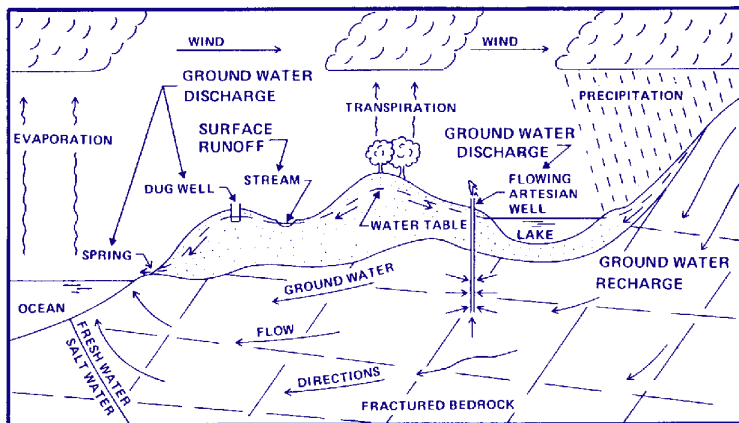 WIND
WIND
GROUND WATER
DISCHARGE
EVAPORATION
TRANSPIRATION
PRECIPITATION
SURFACE
RUNOFF
GROUND WATER
DISCHARGE
DUG WELL
STREAM
FLOWING
ARTESIAN
WELL
WATER TABLE
LAKE
SPRING
GROUND WATER
RECHARGE
GROUND WATER
OCEAN
FLOW
FRESH WATER
SALT WATER
DIRECTIONS
FRACTURED BEDROCK